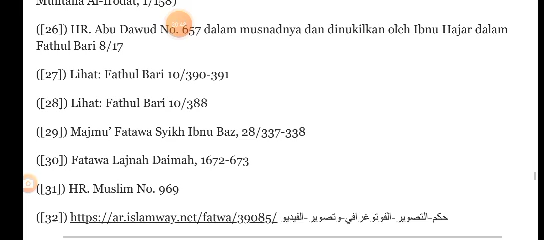 Muntaha Al-Irodat, 1/158)
([26]) HR. Abu Dawud No. 657 dalam musnadnya dan dinukilkan oleh Ibnu Hajar dalam
Fathul Bari 8/17
([27]) Lihat: Fathul Bari 10/390-391
([28]) Lihat: Fathul Bari 10/388
([29]) Majmu’ Fatawa Syikh Ibnu Baz, 28/337-338
([30]) Fatawa Lajnah Daimah, 1672-673
([31]) HR. Muslim No. 969
([32]) https://ar.islamway.net/fatwa/39085/حكم-التصوير-الفوتوغرافي-وتصوير-الفيديو